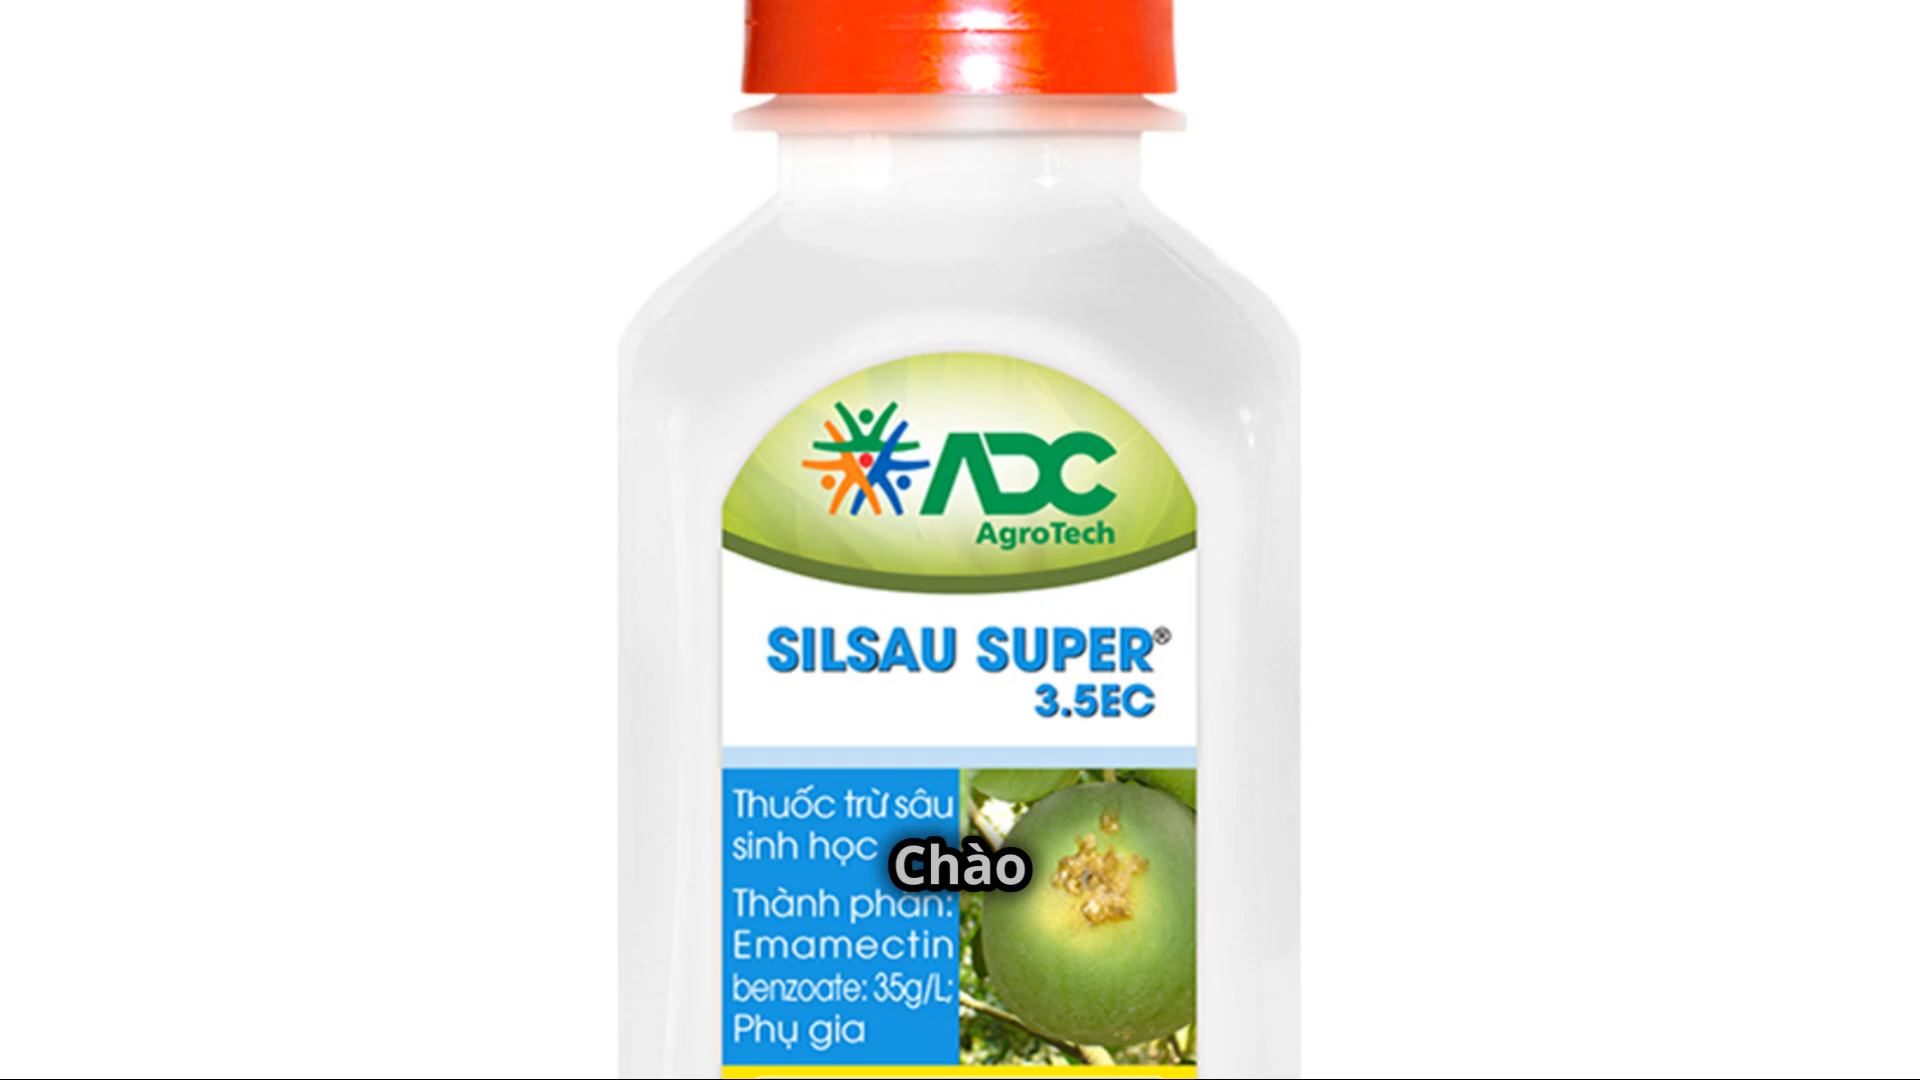 ADC
AgroTech
SILSAU SUPER®
3.5EC
Thuốc trừ sâu
sinh học
Chào
Thành phần:
Emamectin
benzoate: 35g/L;
Phụ gia